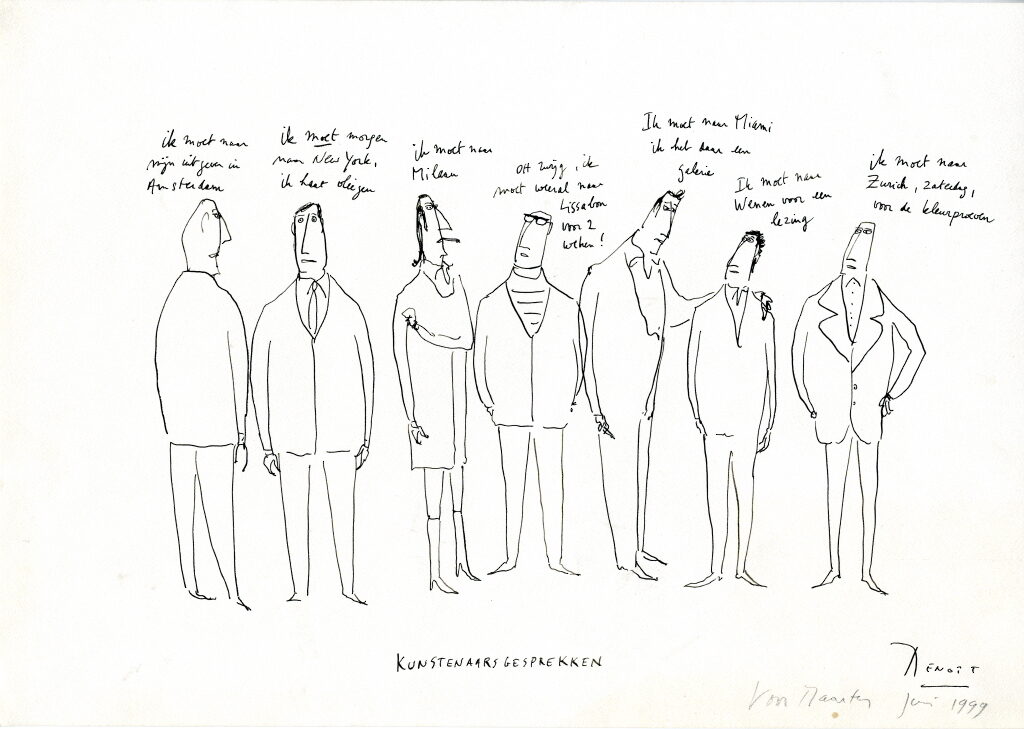 ik moet naar
mijn uitgever in
Amsterdam
ik moet morgen
naar New York,
ik haat vliegen
ik moet naar
Milaan
oh zwijg, ik
moet weeral naar
Lissabon
voor 2
weken!
Ik moet naar Miami
ik heb daar een
galerie
Ik moet naar
Wenen voor een
lezing
ik moet naar
Zurich, zaterdag,
voor de kleurproeven
KUNSTENAARSGESPREKKEN
BENOÎT
Voor Maarten juni 1999